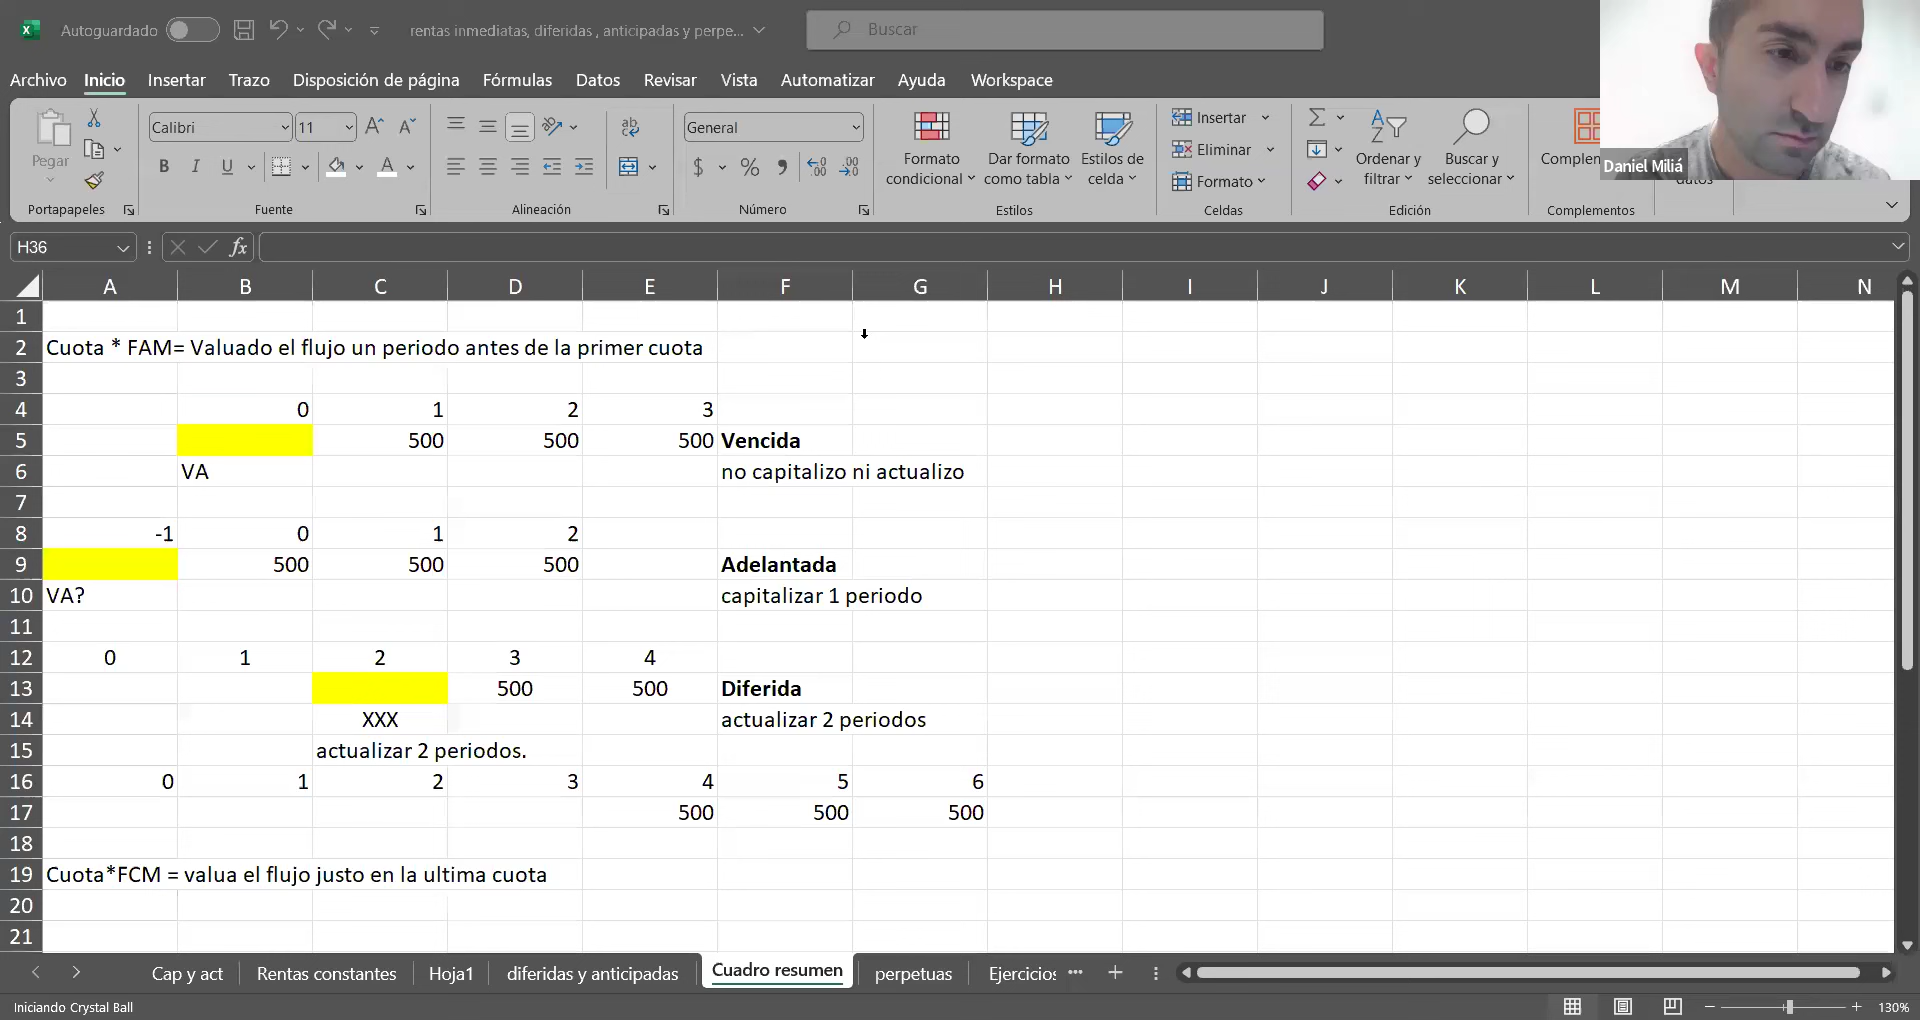 Autoguardado
rentas inmediatas, diferidas , anticipadas y perpe...
Buscar
Archivo Inicio Insertar Trazo Disposición de página Fórmulas Datos Revisar Vista Automatizar Ayuda Workspace
Pegar
Portapapeles
Calibri 11
Fuente
Alineación
General
Número
Formato condicional
Dar formato como tabla
Estilos de celda
Estilos
Insertar
Eliminar
Formato
Celdas
Ordenar y filtrar
Buscar y seleccionar
Edición
Complementos
Daniel Miliá
H36
A B C D E F G H I J K L M N
1
2 Cuota * FAM= Valuado el flujo un periodo antes de la primer cuota
3
4 0 1 2 3
5 500 500 500 Vencida
6 VA no capitalizo ni actualizo
7
8 -1 0 1 2
9 500 500 500 Adelantada
10 VA? capitalizar 1 periodo
11
12 0 1 2 3 4
13 500 500 Diferida
14 XXX actualizar 2 periodos
15 actualizar 2 periodos.
16 0 1 2 3 4 5 6
17 500 500 500
18
19 Cuota*FCM = valua el flujo justo en la ultima cuota
20
21
Cap y act Rentas constantes Hoja1 diferidas y anticipadas Cuadro resumen perpetuas Ejercicios ...
Iniciando Crystal Ball
130%